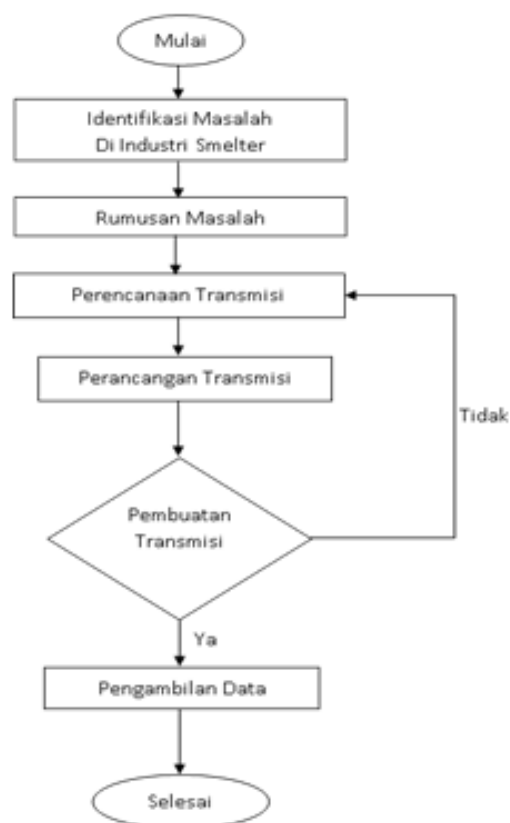 Mulai
Identifikasi Masalah
Di Industri Smelter
Rumusan Masalah
Perencanaan Transmisi
Perancangan Transmisi
Tidak
Pembuatan
Transmisi
Ya
Pengambilan Data
Selesai